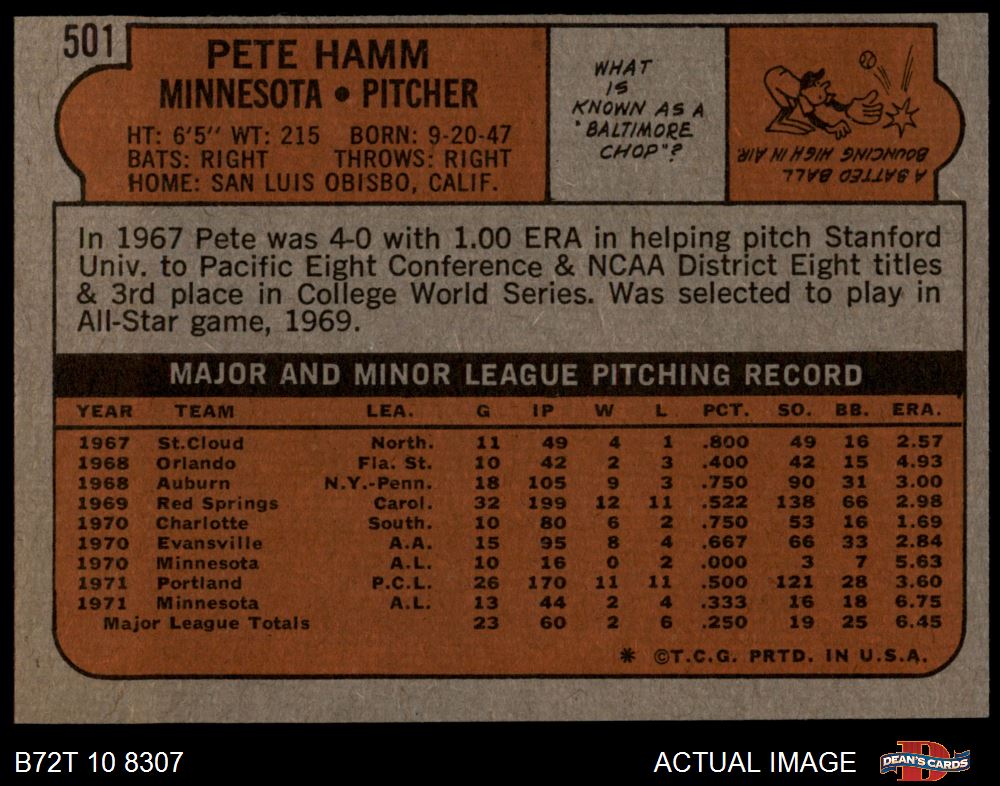 501
PETE HAMM
MINNESOTA • PITCHER
HT: 6'5" WT: 215 BORN: 9-20-47
BATS: RIGHT THROWS: RIGHT
HOME: SAN LUIS OBISBO, CALIF.
WHAT
IS
KNOWN AS A
"BALTIMORE
CHOP"?
A BATTED BALL
BOUNCING HIGH IN AIR
In 1967 Pete was 4-0 with 1.00 ERA in helping pitch Stanford
Univ. to Pacific Eight Conference & NCAA District Eight titles
& 3rd place in College World Series. Was selected to play in
All-Star game, 1969.
MAJOR AND MINOR LEAGUE PITCHING RECORD
YEAR TEAM LEA. G IP W L PCT. SO. BB. ERA.
1967 St.Cloud North. 11 49 4 1 .800 49 16 2.57
1968 Orlando Fla. St. 10 42 2 3 .400 42 15 4.93
1968 Auburn N.Y.-Penn. 18 105 9 3 .750 90 31 3.00
1969 Red Springs Carol. 32 199 12 11 .522 138 66 2.98
1970 Charlotte South. 10 80 6 2 .750 53 16 1.69
1970 Evansville A.A. 15 95 8 4 .667 66 33 2.84
1970 Minnesota A.L. 10 16 0 2 .000 3 7 5.63
1971 Portland P.C.L. 26 170 11 11 .500 121 28 3.60
1971 Minnesota A.L. 13 44 2 4 .333 16 18 6.75
Major League Totals 23 60 2 6 .250 19 25 6.45
* ©T.C.G. PRTD. IN U.S.A.
B72T 10 8307
ACTUAL IMAGE
D
DEAN'S CARDS